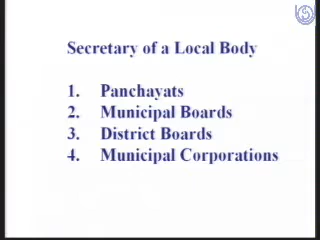 Secretary of a Local Body
1. Panchayats
2. Municipal Boards
3. District Boards
4. Municipal Corporations